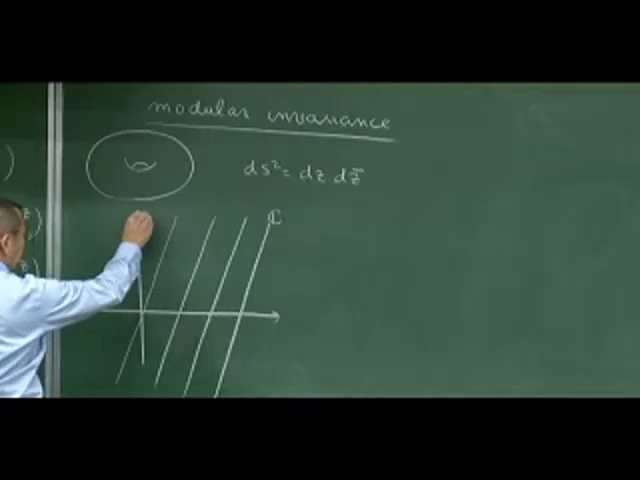 modular invariance
ds² = dz dz̄
ℂ
)
z)
z)